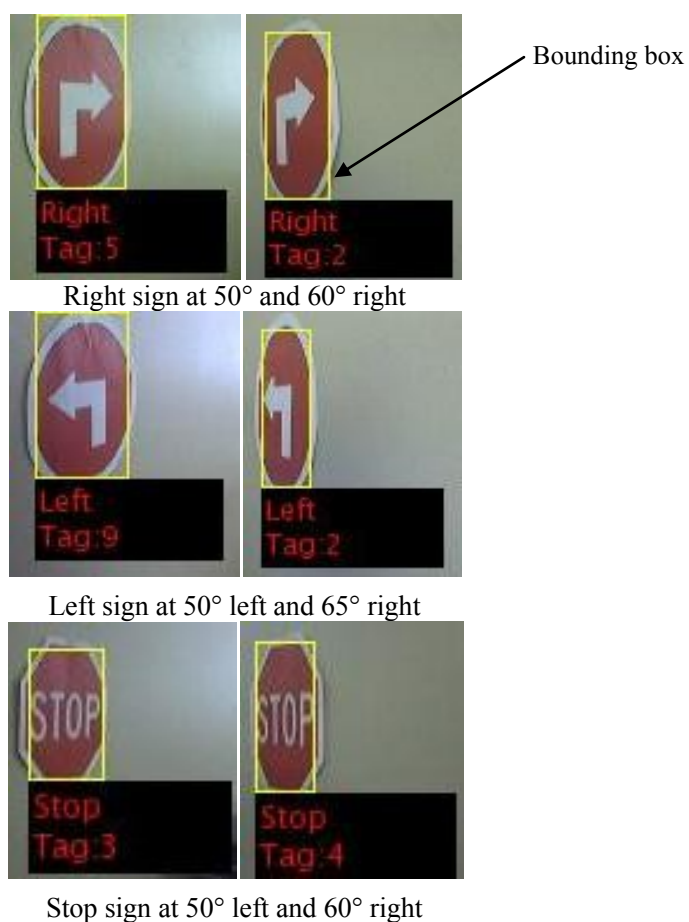 Bounding box
Right
Tag:5
Right
Tag:2
Right sign at 50° and 60° right
Left
Tag:9
Left
Tag:2
Left sign at 50° left and 65° right
STOP
STOP
Stop
Tag:3
Stop
Tag:4
Stop sign at 50° left and 60° right